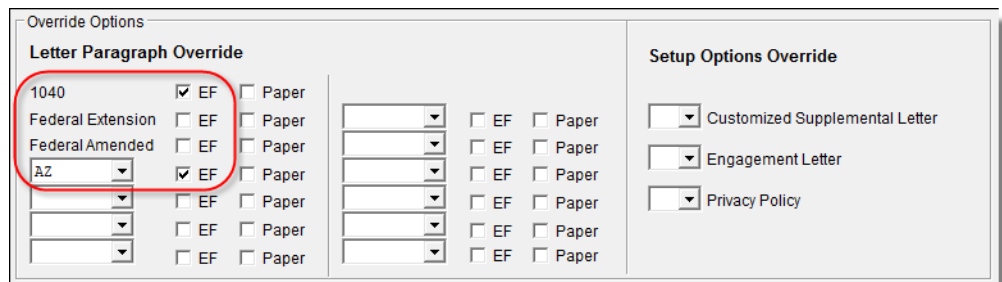 Override Options
Letter Paragraph Override
Setup Options Override
1040 EF Paper
Federal Extension EF Paper EF Paper Customized Supplemental Letter
Federal Amended EF Paper EF Paper
AZ EF Paper EF Paper Engagement Letter
EF Paper EF Paper Privacy Policy
EF Paper EF Paper
EF Paper EF Paper